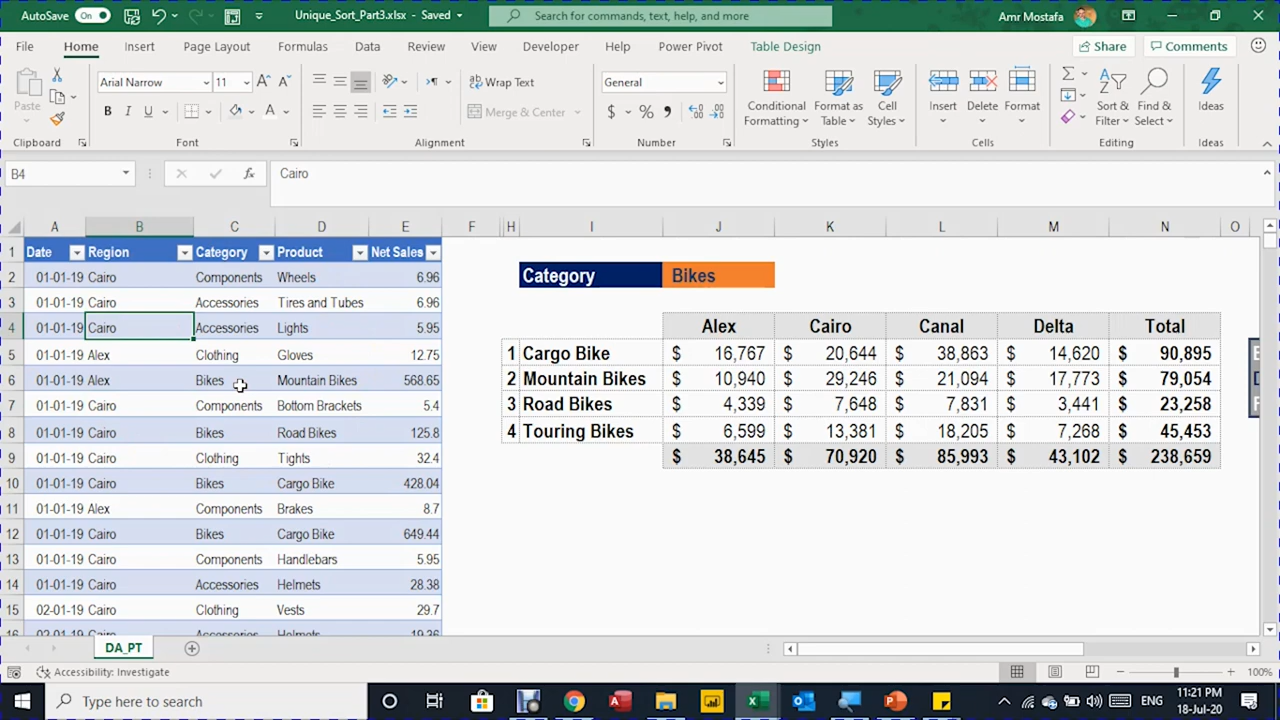 AutoSave On Unique_Sort_Part3.xlsx - Saved Search for commands, text, help, and more Amr Mostafa
File Home Insert Page Layout Formulas Data Review View Developer Help Power Pivot Table Design Share Comments
Paste Arial Narrow 11 Wrap Text General Conditional Formatting Format as Table Cell Styles Insert Delete Format Sort & Filter Find & Select Ideas
B I U Merge & Center $ % ,
Clipboard Font Alignment Number Styles Cells Editing Ideas
B4 fx Cairo
A B C D E F H I J K L M N O
1 Date Region Category Product Net Sales
2 01-01-19 Cairo Components Wheels 6.96 Category Bikes
3 01-01-19 Cairo Accessories Tires and Tubes 6.96
4 01-01-19 Cairo Accessories Lights 5.95 Alex Cairo Canal Delta Total
5 01-01-19 Alex Clothing Gloves 12.75 1 Cargo Bike $ 16,767 $ 20,644 $ 38,863 $ 14,620 $ 90,895
6 01-01-19 Alex Bikes Mountain Bikes 568.65 2 Mountain Bikes $ 10,940 $ 29,246 $ 21,094 $ 17,773 $ 79,054
7 01-01-19 Cairo Components Bottom Brackets 5.4 3 Road Bikes $ 4,339 $ 7,648 $ 7,831 $ 3,441 $ 23,258
8 01-01-19 Cairo Bikes Road Bikes 125.8 4 Touring Bikes $ 6,599 $ 13,381 $ 18,205 $ 7,268 $ 45,453
9 01-01-19 Cairo Clothing Tights 32.4 $ 38,645 $ 70,920 $ 85,993 $ 43,102 $ 238,659
10 01-01-19 Cairo Bikes Cargo Bike 428.04
11 01-01-19 Alex Components Brakes 8.7
12 01-01-19 Cairo Bikes Cargo Bike 649.44
13 01-01-19 Cairo Components Handlebars 5.95
14 01-01-19 Cairo Accessories Helmets 28.38
15 02-01-19 Cairo Clothing Vests 29.7
16 02-01-19 Cairo Accessories Helmets 19.36
DA_PT
Accessibility: Investigate 100%
Type here to search ENG 11:21 PM
18-Jul-20